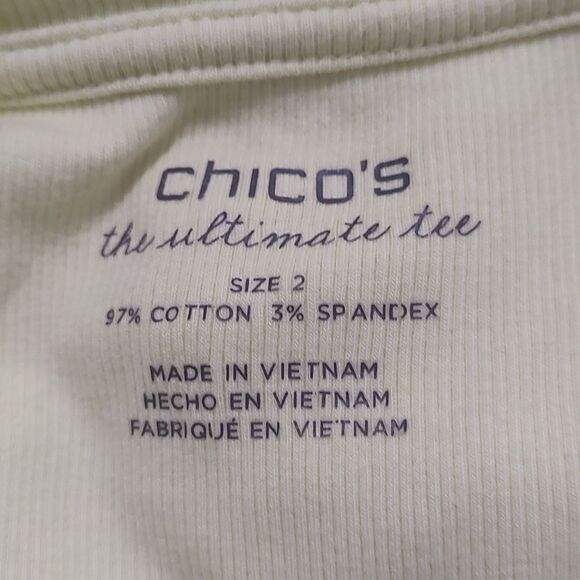 chico's
the ultimate tee
SIZE 2
97% COTTON 3% SPANDEX
MADE IN VIETNAM
HECHO EN VIETNAM
FABRIQUÉ EN VIETNAM